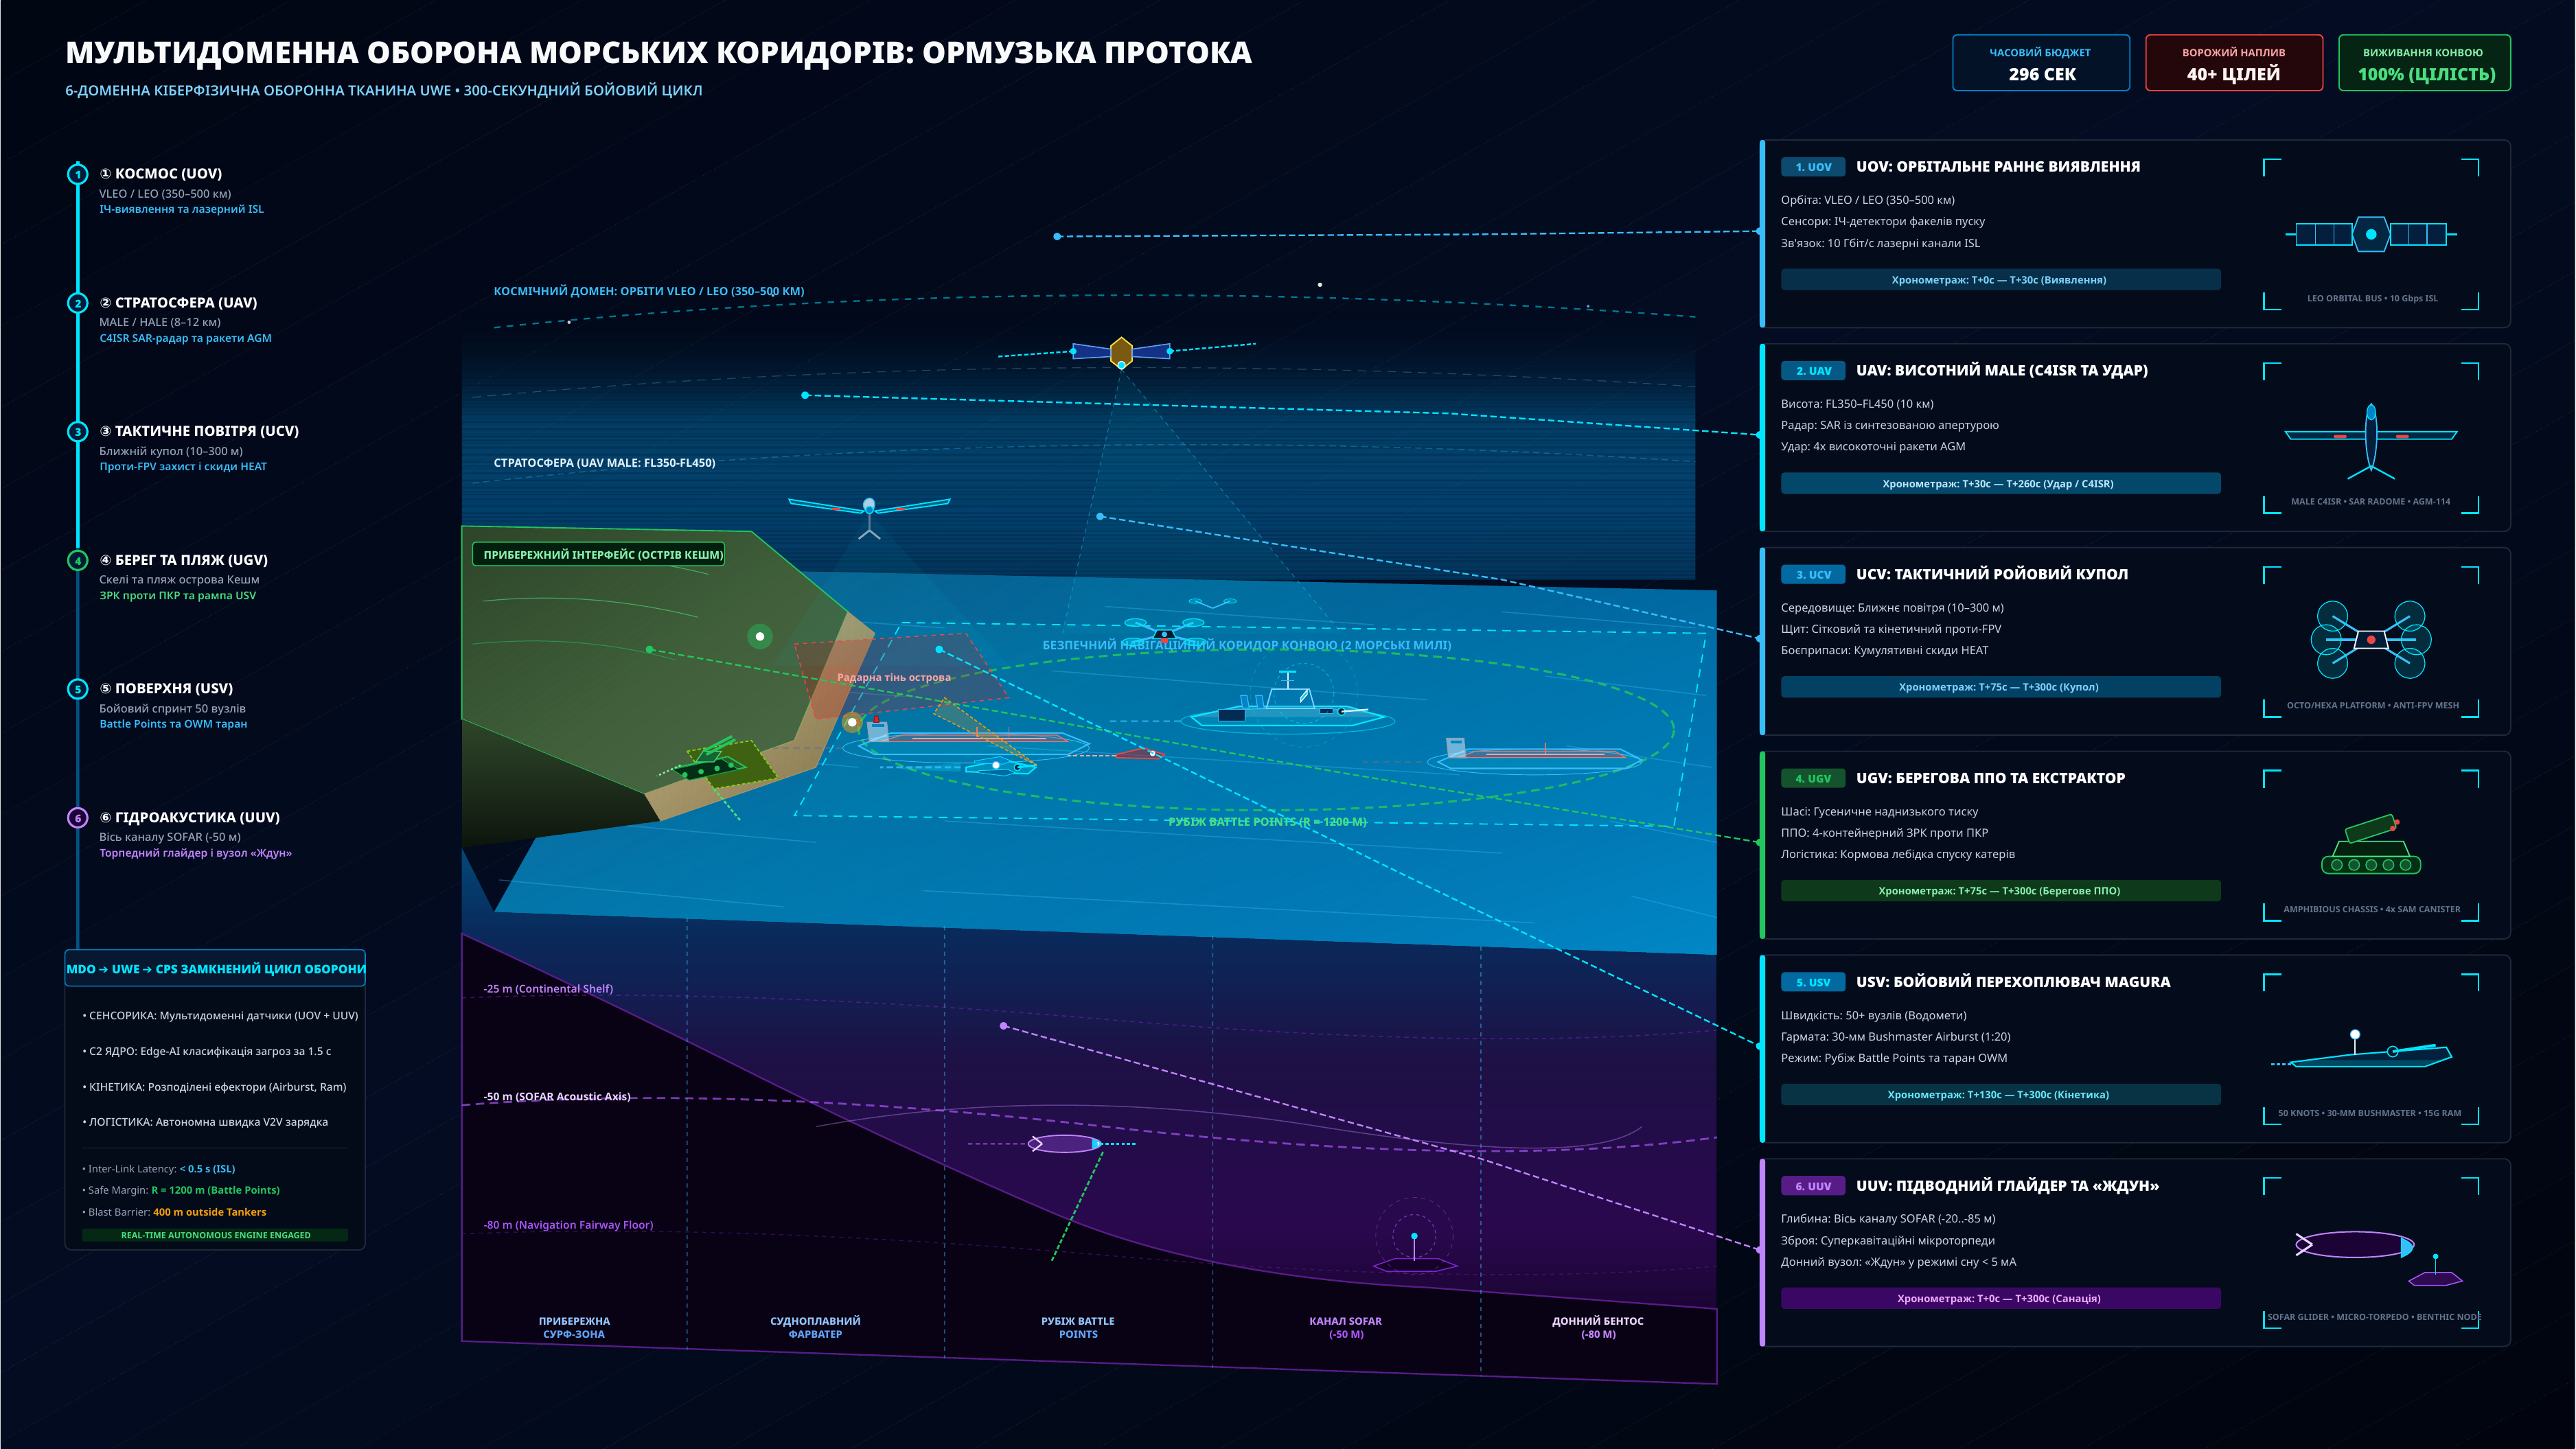 МУЛЬТИДОМЕННА ОБОРОНА МОРСЬКИХ КОРИДОРІВ: ОРМУЗЬКА ПРОТОКА
6-ДОМЕННА КІБЕРФІЗИЧНА ОБОРОННА ТКАНИНА UWE • 300-СЕКУНДНИЙ БОЙОВИЙ ЦИКЛ
ЧАСОВИЙ БЮДЖЕТ
296 СЕК
ВОРОЖИЙ НАПЛИВ
40+ ЦІЛЕЙ
ВИЖИВАННЯ КОНВОЮ
100% (ЦІЛІСТЬ)
1
① КОСМОС (UOV)
VLEO / LEO (350–500 км)
ІЧ-виявлення та лазерний ISL
2
② СТРАТОСФЕРА (UAV)
MALE / HALE (8–12 км)
C4ISR SAR-радар та ракети AGM
3
③ ТАКТИЧНЕ ПОВІТРЯ (UCV)
Ближній купол (10–300 м)
Проти-FPV захист і скиди HEAT
4
④ БЕРЕГ ТА ПЛЯЖ (UGV)
Скелі та пляж острова Кешм
ЗРК проти ПКР та рампа USV
5
⑤ ПОВЕРХНЯ (USV)
Бойовий спринт 50 вузлів
Battle Points та OWM таран
6
⑥ ГІДРОАКУСТИКА (UUV)
Вісь каналу SOFAR (-50 м)
Торпедний глайдер і вузол «Ждун»
MDO → UWE → CPS ЗАМКНЕНИЙ ЦИКЛ ОБОРОНИ
• СЕНСОРИКА: Мультидоменні датчики (UOV + UUV)
• C2 ЯДРО: Edge-AI класифікація загроз за 1.5 с
• КІНЕТИКА: Розподілені ефектори (Airburst, Ram)
• ЛОГІСТИКА: Автономна швидка V2V зарядка
• Inter-Link Latency: < 0.5 s (ISL)
• Safe Margin: R = 1200 m (Battle Points)
• Blast Barrier: 400 m outside Tankers
REAL-TIME AUTONOMOUS ENGINE ENGAGED
КОСМІЧНИЙ ДОМЕН: ОРБІТИ VLEO / LEO (350–500 КМ)
СТРАТОСФЕРА (UAV MALE: FL350-FL450)
ПРИБЕРЕЖНИЙ ІНТЕРФЕЙС (ОСТРІВ КЕШМ)
БЕЗПЕЧНИЙ НАВІГАЦІЙНИЙ КОРИДОР КОНВОЮ (2 МОРСЬКІ МИЛІ)
Радарна тінь острова
РУБІЖ BATTLE POINTS (R = 1200 M)
-25 m (Continental Shelf)
-50 m (SOFAR Acoustic Axis)
-80 m (Navigation Fairway Floor)
ПРИБЕРЕЖНА
СУРФ-ЗОНА
СУДНОПЛАВНИЙ
ФАРВАТЕР
РУБІЖ BATTLE
POINTS
КАНАЛ SOFAR
(-50 М)
ДОННИЙ БЕНТОС
(-80 М)
1. UOV
UOV: ОРБІТАЛЬНЕ РАННЄ ВИЯВЛЕННЯ
Орбіта: VLEO / LEO (350–500 км)
Сенсори: ІЧ-детектори факелів пуску
Зв'язок: 10 Гбіт/с лазерні канали ISL
Хронометраж: T+0с — T+30с (Виявлення)
LEO ORBITAL BUS • 10 Gbps ISL
2. UAV
UAV: ВИСОТНИЙ MALE (C4ISR ТА УДАР)
Висота: FL350–FL450 (10 км)
Радар: SAR із синтезованою апертурою
Удар: 4x високоточні ракети AGM
Хронометраж: T+30с — T+260с (Удар / C4ISR)
MALE C4ISR • SAR RADOME • AGM-114
3. UCV
UCV: ТАКТИЧНИЙ РОЙОВИЙ КУПОЛ
Середовище: Ближнє повітря (10–300 м)
Щит: Сітковий та кінетичний проти-FPV
Боєприпаси: Кумулятивні скиди HEAT
Хронометраж: T+75с — T+300с (Купол)
OCTO/HEXA PLATFORM • ANTI-FPV MESH
4. UGV
UGV: БЕРЕГОВА ППО ТА ЕКСТРАКТОР
Шасі: Гусеничне наднизького тиску
ППО: 4-контейнерний ЗРК проти ПКР
Логістика: Кормова лебідка спуску катерів
Хронометраж: T+75с — T+300с (Берегове ППО)
AMPHIBIOUS CHASSIS • 4x SAM CANISTER
5. USV
USV: БОЙОВИЙ ПЕРЕХОПЛЮВАЧ MAGURA
Швидкість: 50+ вузлів (Водомети)
Гармата: 30-мм Bushmaster Airburst (1:20)
Режим: Рубіж Battle Points та таран OWM
Хронометраж: T+130с — T+300с (Кінетика)
50 KNOTS • 30-MM BUSHMASTER • 15G RAM
6. UUV
UUV: ПІДВОДНИЙ ГЛАЙДЕР ТА «ЖДУН»
Глибина: Вісь каналу SOFAR (-20..-85 м)
Зброя: Суперкавітаційні мікроторпеди
Донний вузол: «Ждун» у режимі сну < 5 мА
Хронометраж: T+0с — T+300с (Санація)
SOFAR GLIDER • MICRO-TORPEDO • BENTHIC NODE